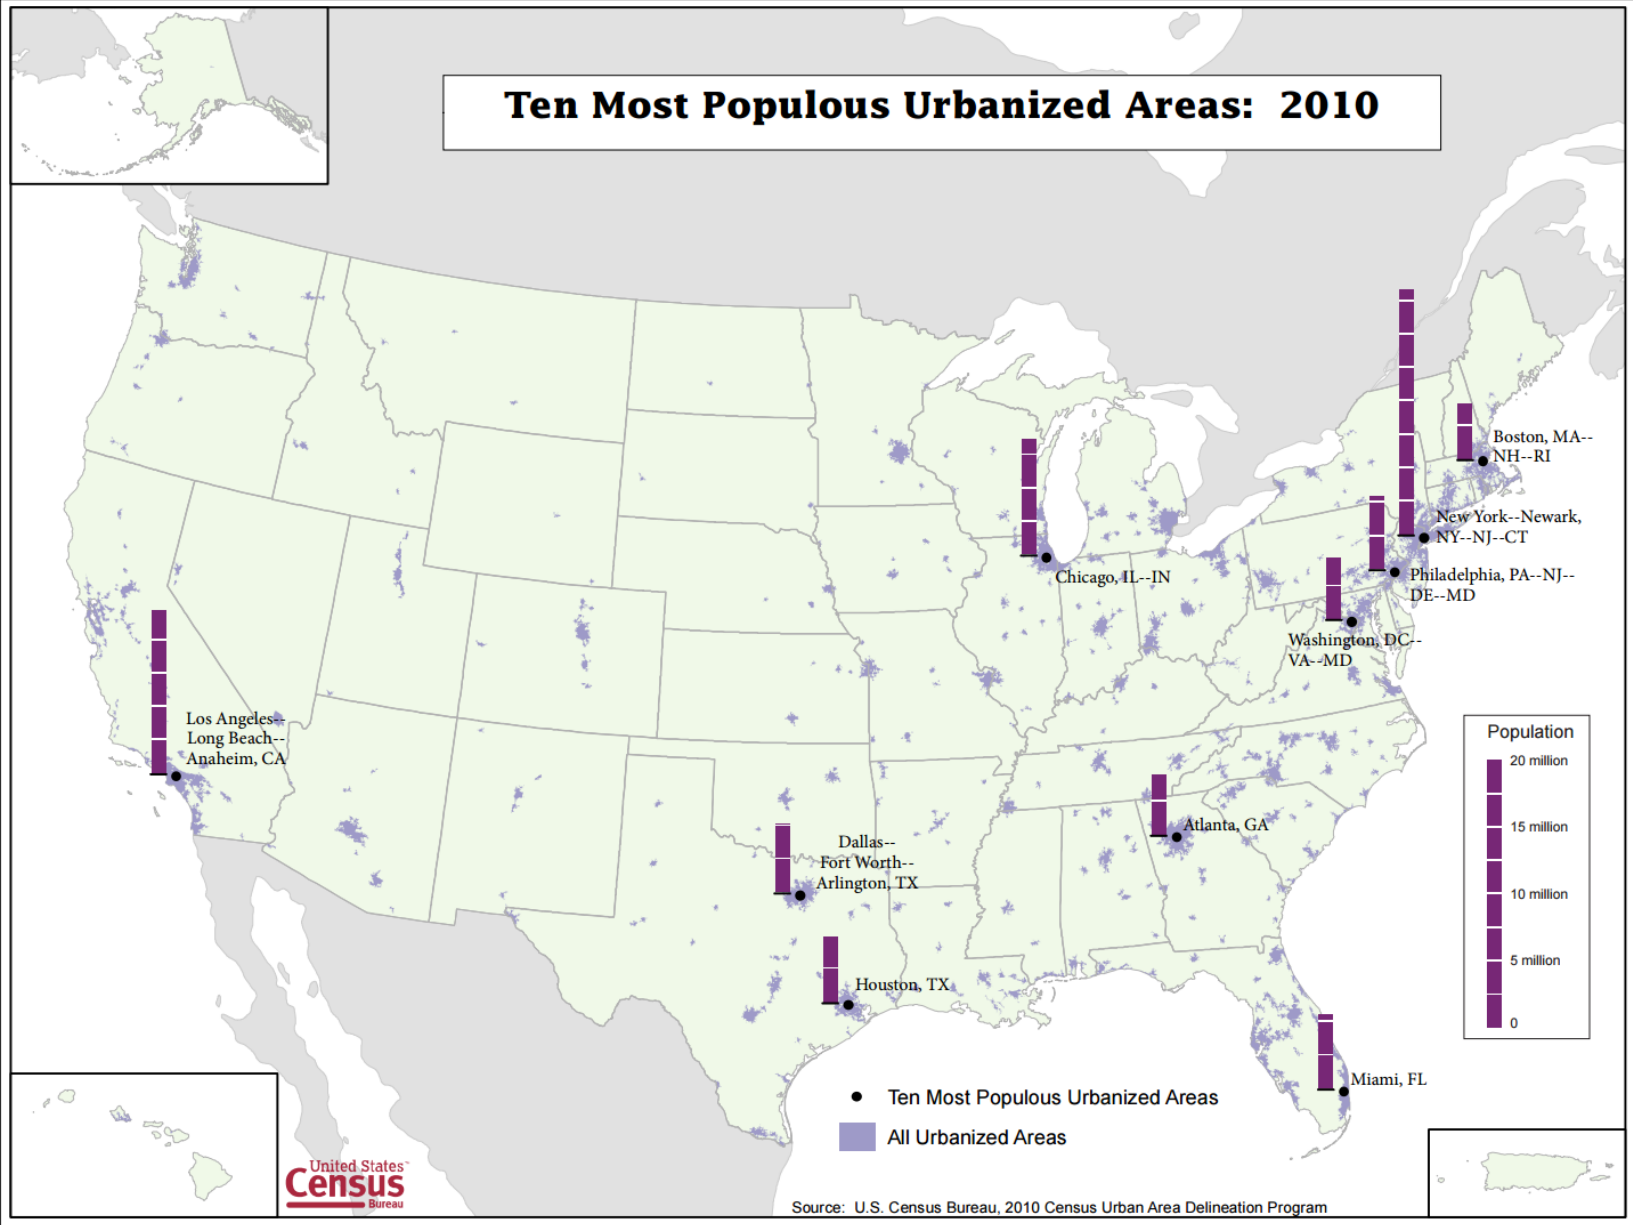 Ten Most Populous Urbanized Areas: 2010
Boston, MA--
NH--RI
New York--Newark,
NY--NJ--CT
Chicago, IL--IN
Philadelphia, PA--NJ--
DE--MD
Washington, DC--
VA--MD
Los Angeles--
Long Beach--
Anaheim, CA
Atlanta, GA
Dallas--
Fort Worth--
Arlington, TX
Houston, TX
Miami, FL
Population
20 million
15 million
10 million
5 million
0
Ten Most Populous Urbanized Areas
All Urbanized Areas
United States™
Census
Bureau
Source: U.S. Census Bureau, 2010 Census Urban Area Delineation Program